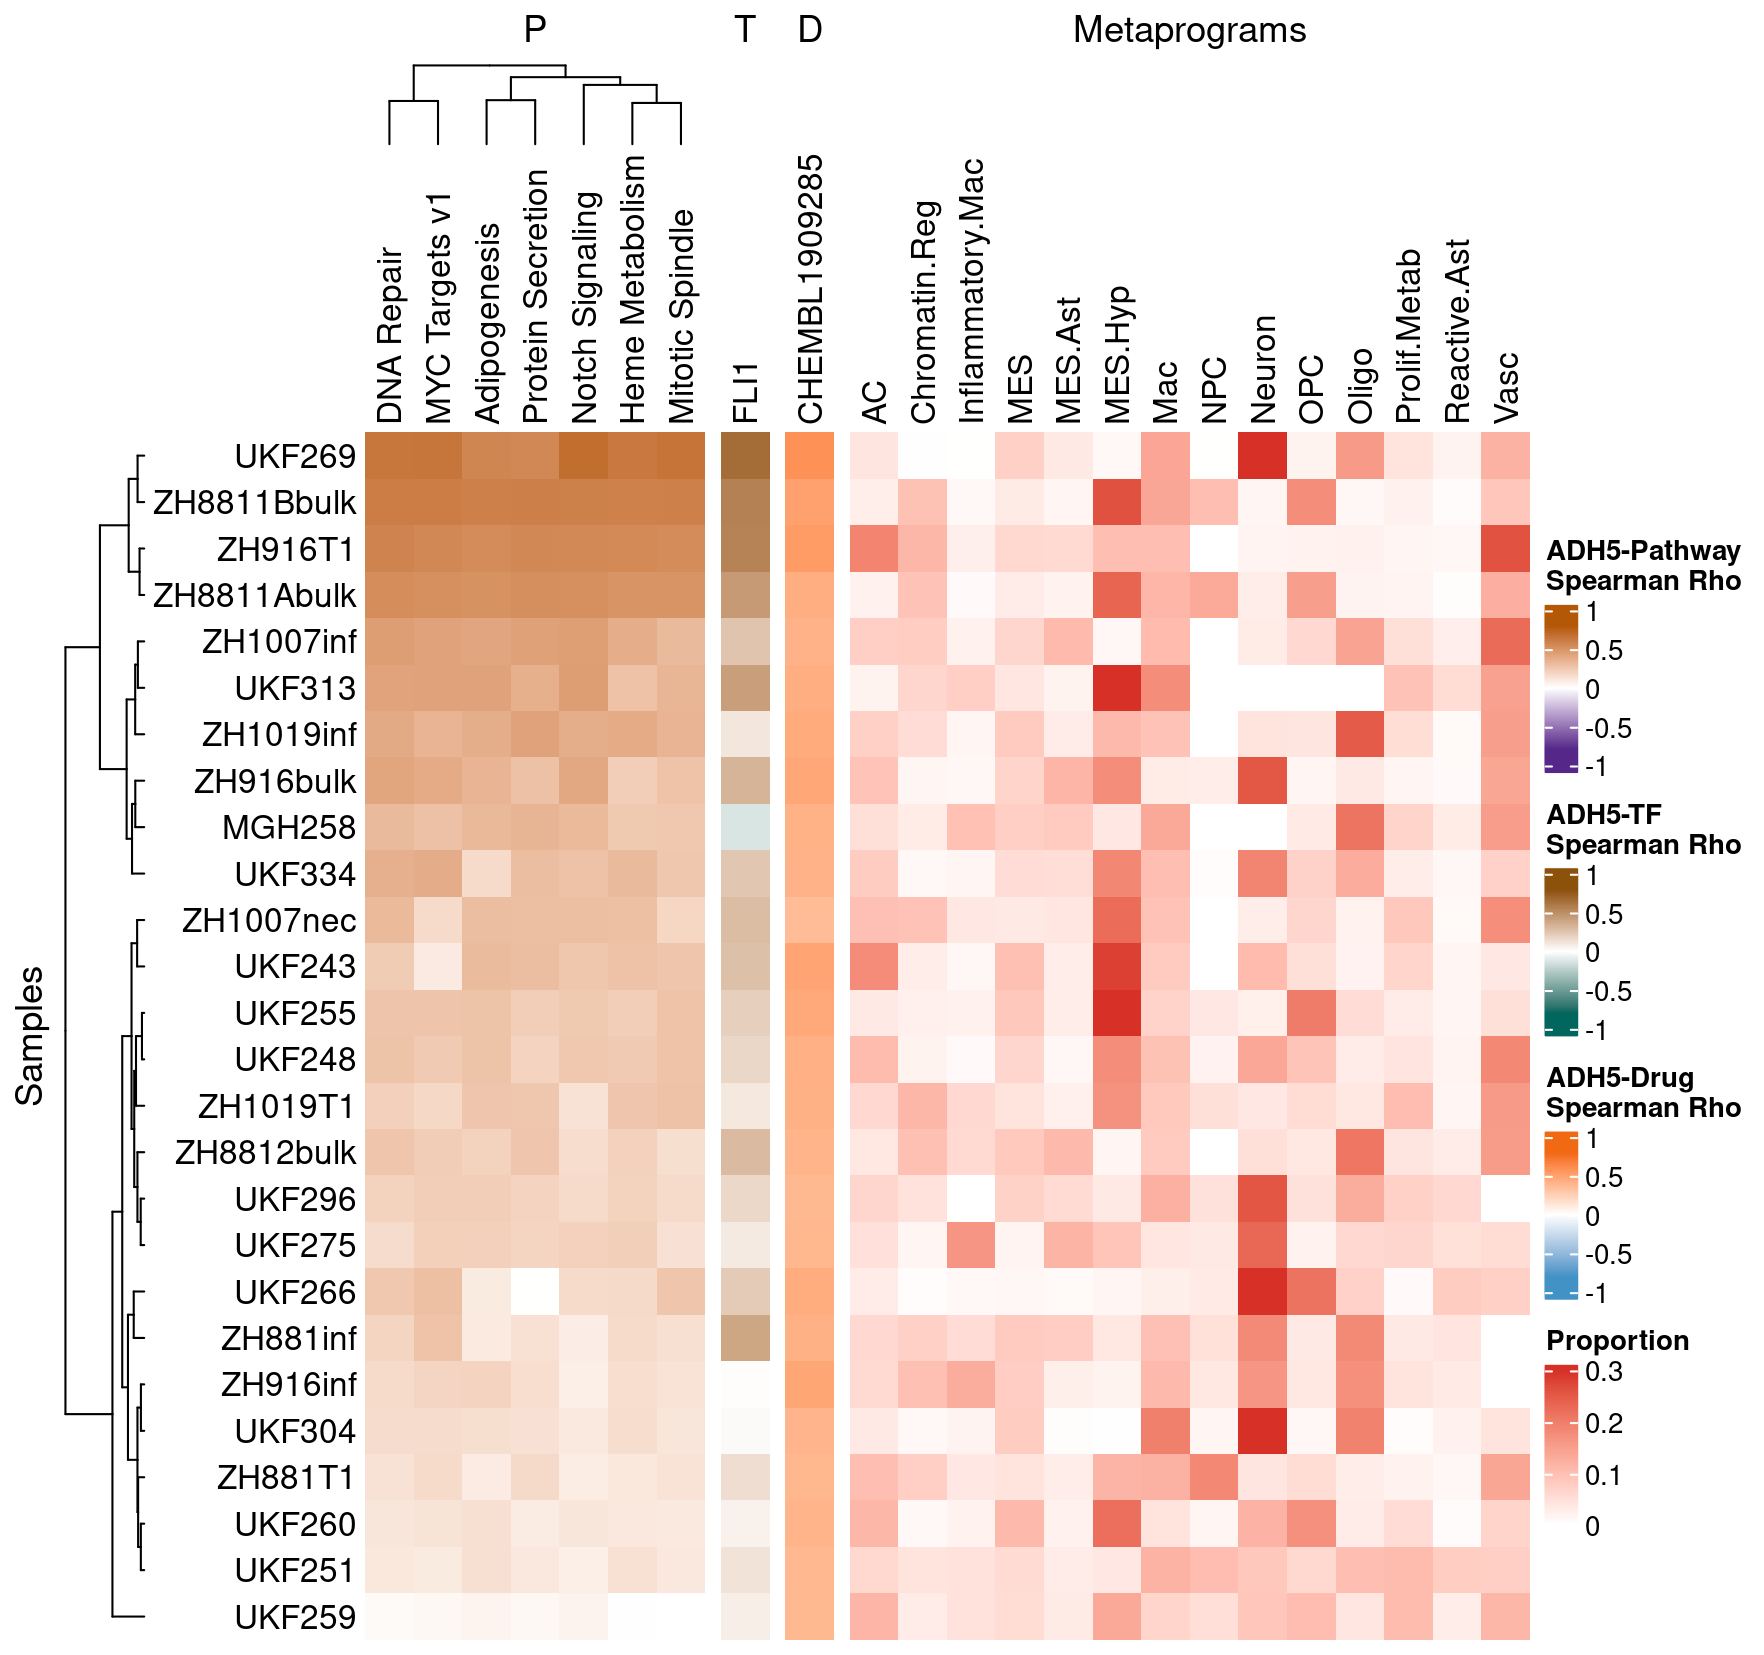 P T D Metaprograms
DNA Repair
MYC Targets v1
Adipogenesis
Protein Secretion
Notch Signaling
Heme Metabolism
Mitotic Spindle
FLI1
CHEMBL1909285
AC
Chromatin.Reg
Inflammatory.Mac
MES
MES.Ast
MES.Hyp
Mac
NPC
Neuron
OPC
Oligo
Prolif.Metab
Reactive.Ast
Vasc
Samples
UKF269
ZH8811Bbulk
ZH916T1
ZH8811Abulk
ZH1007inf
UKF313
ZH1019inf
ZH916bulk
MGH258
UKF334
ZH1007nec
UKF243
UKF255
UKF248
ZH1019T1
ZH8812bulk
UKF296
UKF275
UKF266
ZH881inf
ZH916inf
UKF304
ZH881T1
UKF260
UKF251
UKF259
ADH5-Pathway
Spearman Rho
1
0.5
0
-0.5
-1
ADH5-TF
Spearman Rho
1
0.5
0
-0.5
-1
ADH5-Drug
Spearman Rho
1
0.5
0
-0.5
-1
Proportion
0.3
0.2
0.1
0